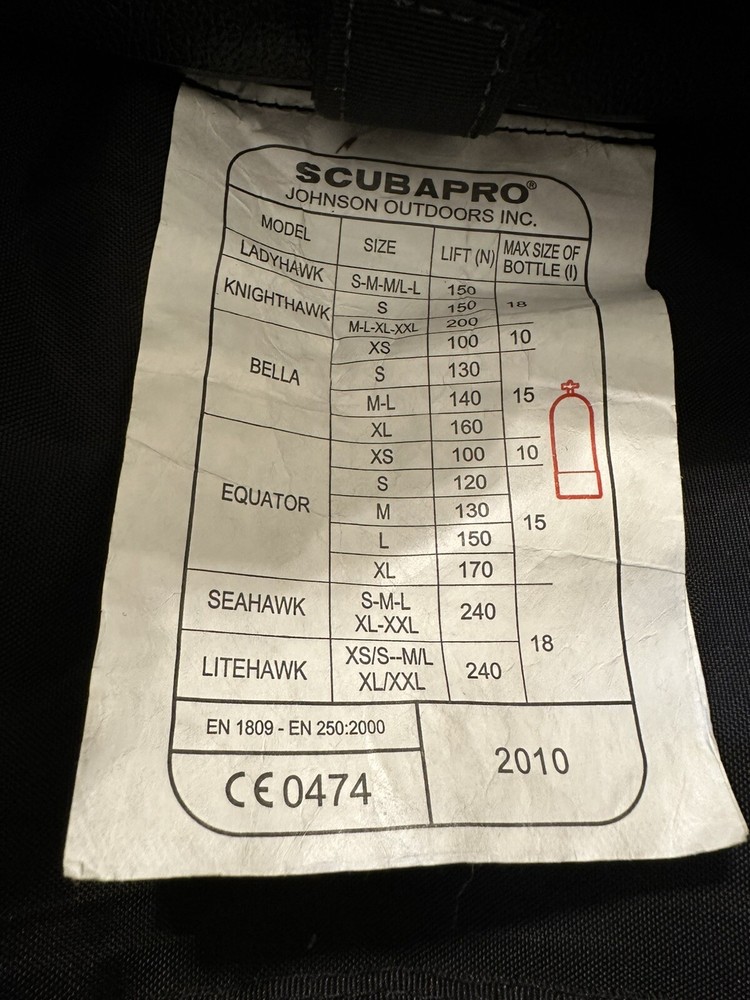 SCUBAPRO®
JOHNSON OUTDOORS INC.
MODEL SIZE LIFT (N) MAX SIZE OF BOTTLE (l)
LADYHAWK S-M-M/L-L 150 18
KNIGHTHAWK S 150
M-L-XL-XXL 200
BELLA XS 100 10
S 130 15
M-L 140
XL 160
EQUATOR XS 100 10
S 120 15
M 130
L 150
XL 170
SEAHAWK S-M-L XL-XXL 240 18
LITEHAWK XS/S--M/L XL/XXL 240
EN 1809 - EN 250:2000
CE 0474
2010